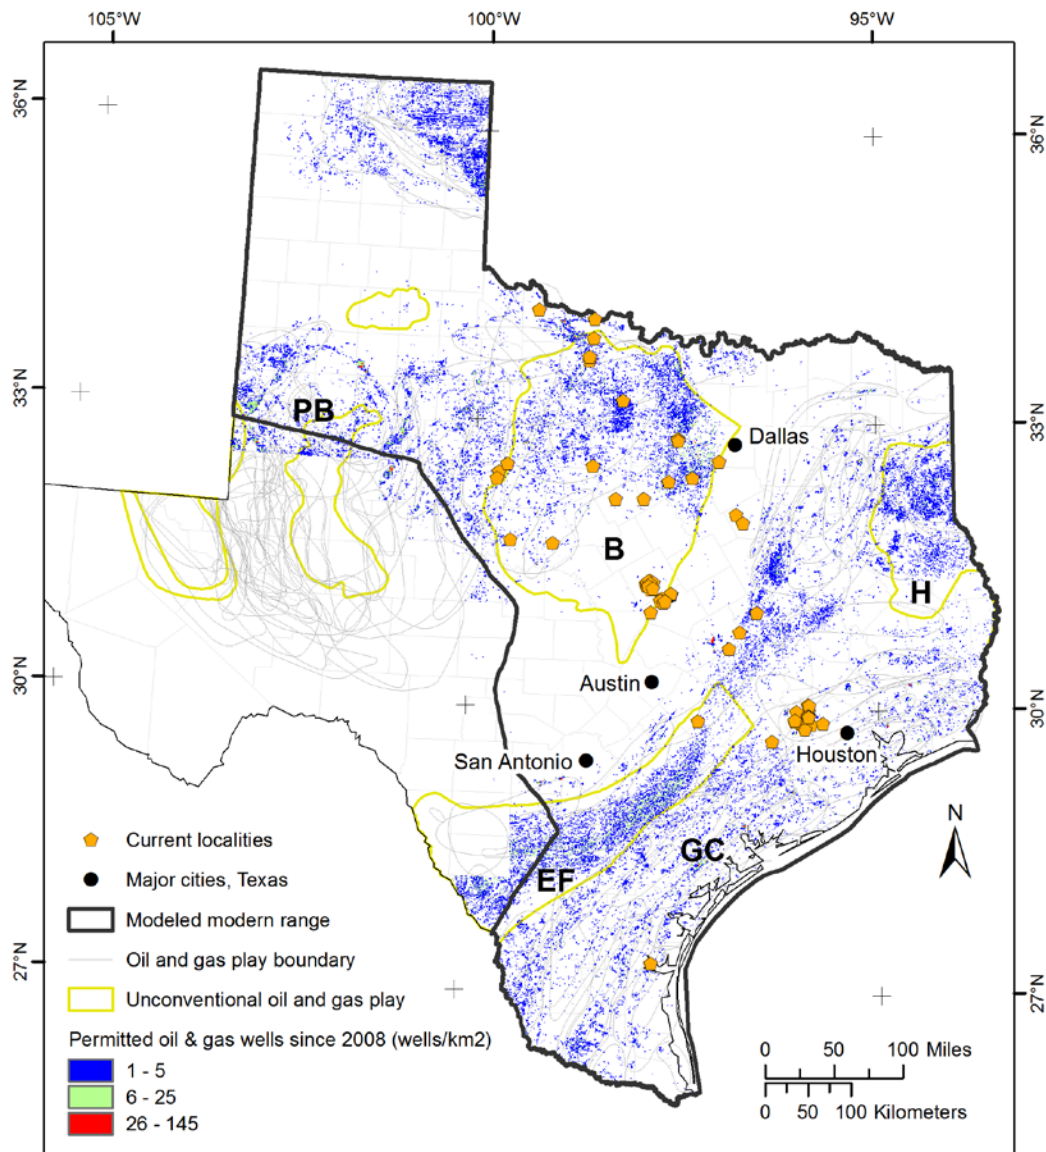 105°W 100°W 95°W
36°N 36°N
33°N 33°N
PB
Dallas
B
H
30°N 30°N
Austin
San Antonio
Houston
N
GC
EF
Current localities
Major cities, Texas
Modeled modern range
Oil and gas play boundary
27°N 27°N
Unconventional oil and gas play
Permitted oil & gas wells since 2008 (wells/km2)
1 - 5
6 - 25
26 - 145
0 50 100 Miles
0 50 100 Kilometers